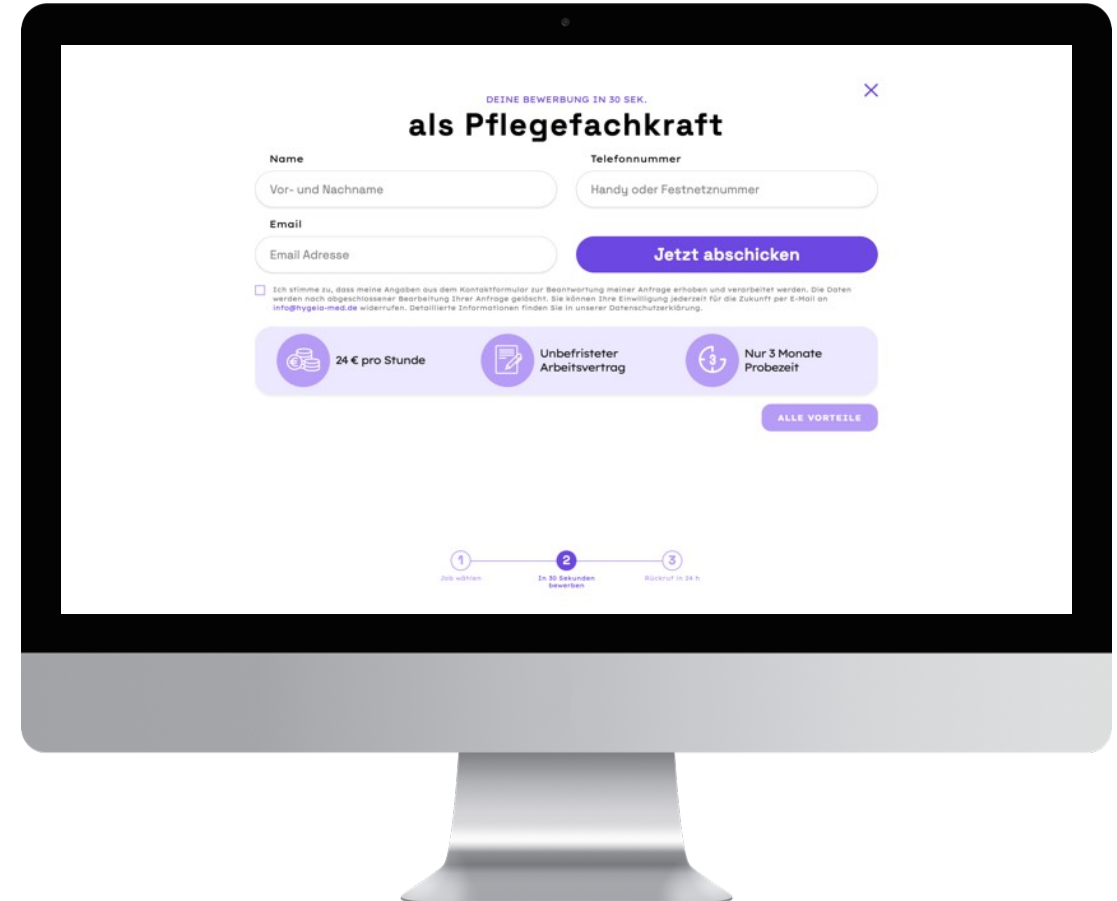 DEINE BEWERBUNG IN 30 SEK.
als Pflegefachkraft
Name
Telefonnummer
Vor- und Nachname
Handy oder Festnetznummer
Email
Email Adresse
Jetzt abschicken
Ich stimme zu, dass meine Angaben aus dem Kontaktformular zur Beantwortung meiner Anfrage erhoben und verarbeitet werden. Die Daten
werden nach abgeschlossener Bearbeitung Ihrer Anfrage gelöscht. Sie können Ihre Einwilligung jederzeit für die Zukunft per E-Mail an
info@hygeia-med.de widerrufen. Detaillierte Informationen finden Sie in unserer Datenschutzerklärung.
24 € pro Stunde
Unbefristeter
Arbeitsvertrag
3
Nur 3 Monate
Probezeit
ALLE VORTEILE
1
2
3
Job wählen
In 30 Sekunden
bewerben
Rückruf in 24 h